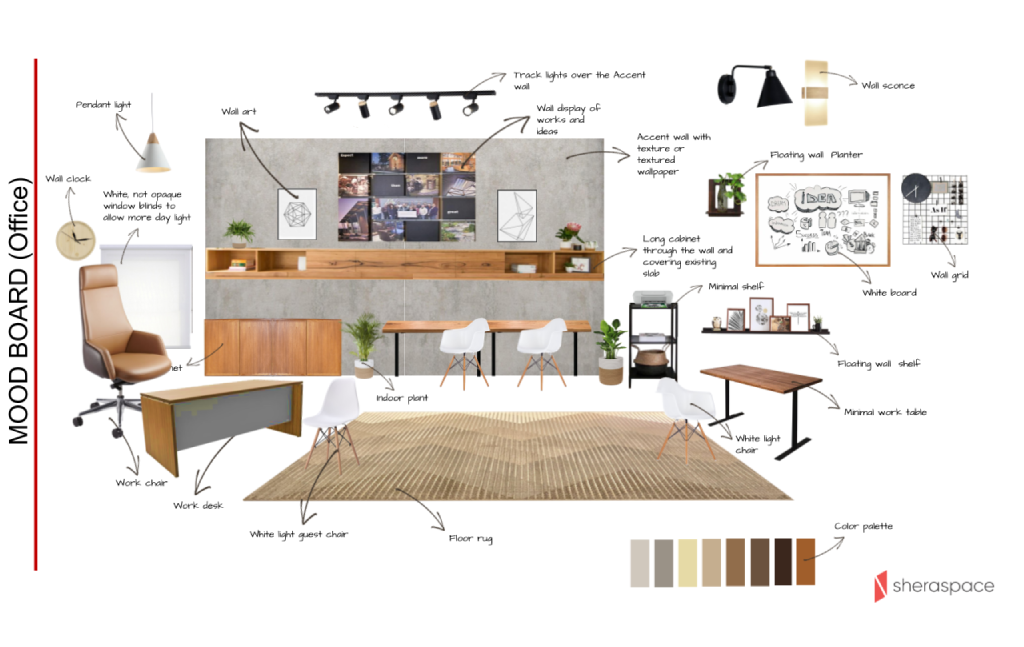 MOOD BOARD (Office)
Pendant light
Wall art
Track lights over the Accent
wall
Wall display of
works and
ideas
Wall sconce
Accent wall with
texture or
textured
wallpaper
Floating wall Planter
Wall clock
White, not opaque
window blinds to
allow more day light
IDEA
Long cabinet
through the wall and
covering existing
slab
Wall grid
White board
Minimal shelf
Floating wall shelf
net
Indoor plant
Minimal work table
White light
chair
Work chair
Work desk
White light guest chair
Floor rug
Color palette
sheraspace